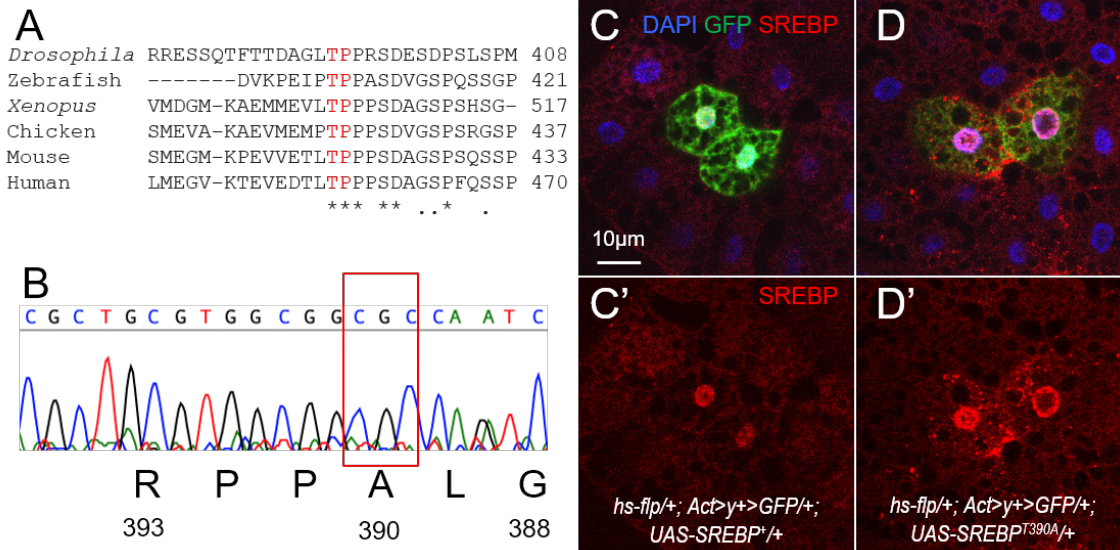 A
Drosophila RRESSQTFTTDAGLTPPRSDESDPSLSPM 408
Zebrafish -------DVKPEIPTPPASDVGSPQSSGP 421
Xenopus VMDGM-KAEMMEVLTPPPSDAGSPSHSG- 517
Chicken SMEVA-KAEVMEMPTPPPSDVGSPSRGSP 437
Mouse SMEGM-KPEVVETLTPPPSDAGSPSQSSP 433
Human LMEGV-KTEVEDTLTPPPSDAGSPFQSSP 470
*** ** ..* .
B
C G C T G C G T G G C G G C G C C A A T C
R P P A L G
393 390 388
C DAPI GFP SREBP
10µm
D
C' SREBP
hs-flp/+; Act>y+>GFP/+;
UAS-SREBP⁺/+
D'
hs-flp/+; Act>y+>GFP/+;
UAS-SREBPᵀ³⁹⁰ᴬ/+